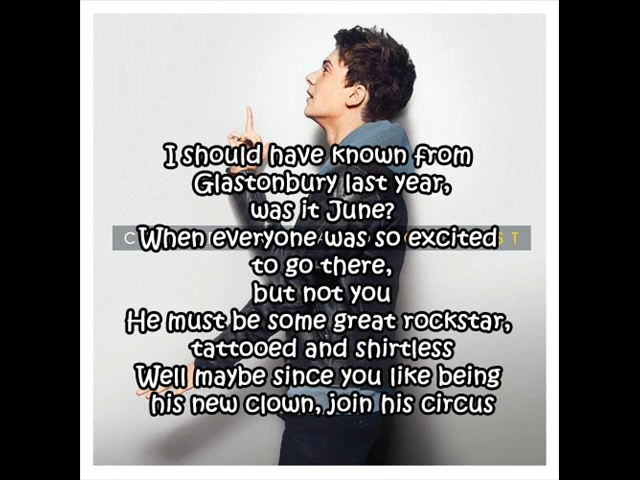 I should have known from
Glastonbury last year,
was it June?
When everyone was so excited
to go there,
but not you
He must be some great rockstar,
tattooed and shirtless
Well maybe since you like being
his new clown, join his circus